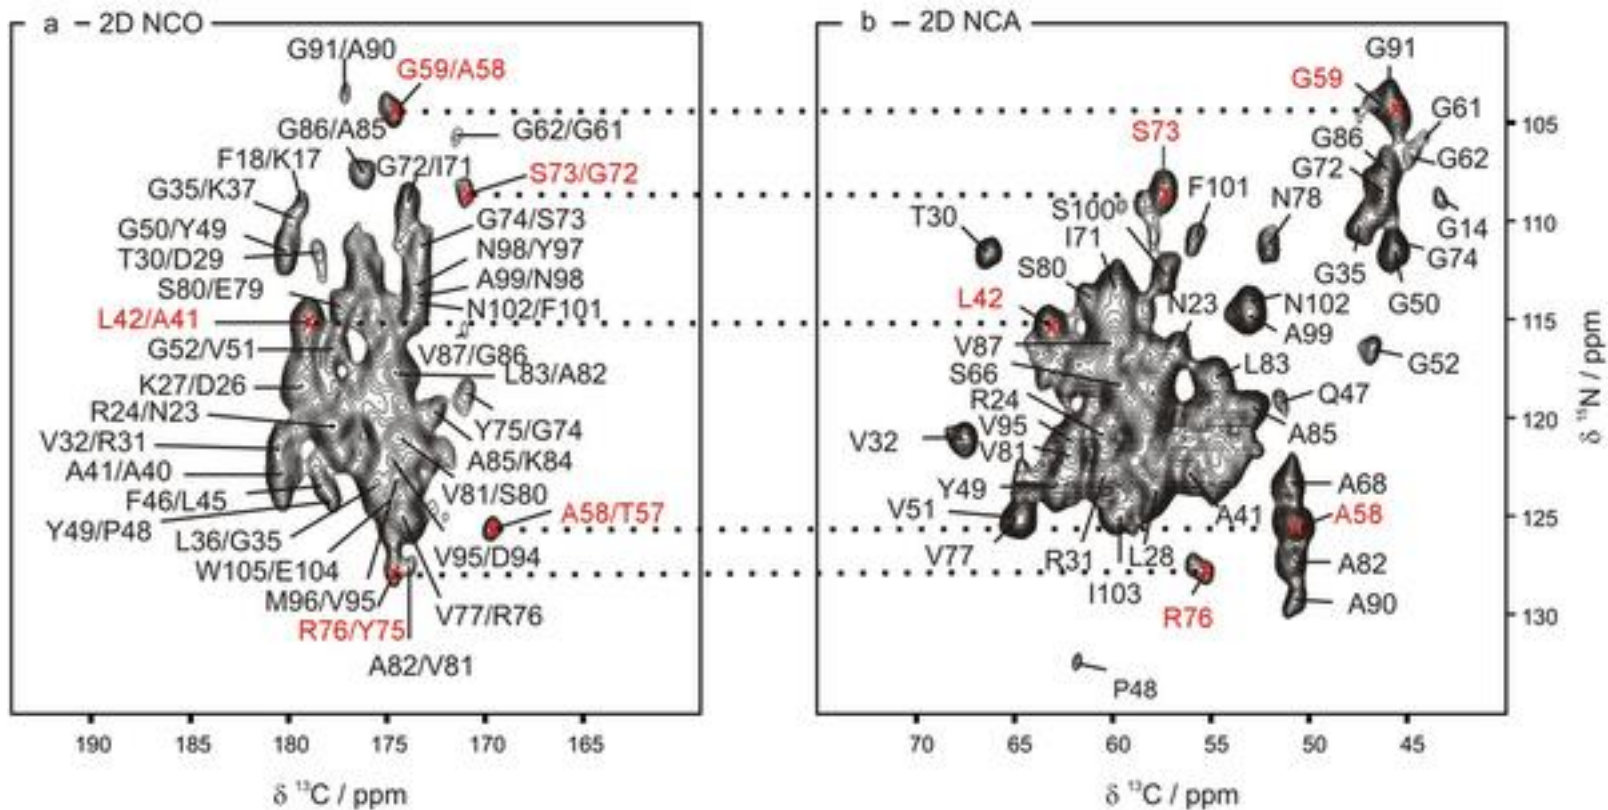 a – 2D NCO
G91/A90
G59/A58
G86/A85
G62/G61
F18/K17
G72/I71
S73/G72
G35/K37
G74/S73
G50/Y49
N98/Y97
T30/D29
A99/N98
S80/E79
N102/F101
L42/A41
G52/V51
V87/G86
L83/A82
K27/D26
R24/N23
Y75/G74
V32/R31
A85/K84
A41/A40
V81/S80
F46/L45
A58/T57
Y49/P48
L36/G35
V95/D94
W105/E104
M96/V95
V77/R76
R76/Y75
A82/V81
190 185 180 175 170 165
δ ¹³C / ppm
b – 2D NCA
G91
G59
G61
S73
G86
G62
G72
F101
N78
T30
S100
G14
I71
G35
G74
S80
G50
L42
N23
N102
A99
V87
L83
G52
S66
R24
Q47
V95
A85
V32
V81
Y49
A68
V51
A41
A58
V77
R31
L28
A82
I103
A90
R76
P48
70 65 60 55 50 45
δ ¹³C / ppm
105
110
115
120
125
130
δ ¹⁵N / ppm